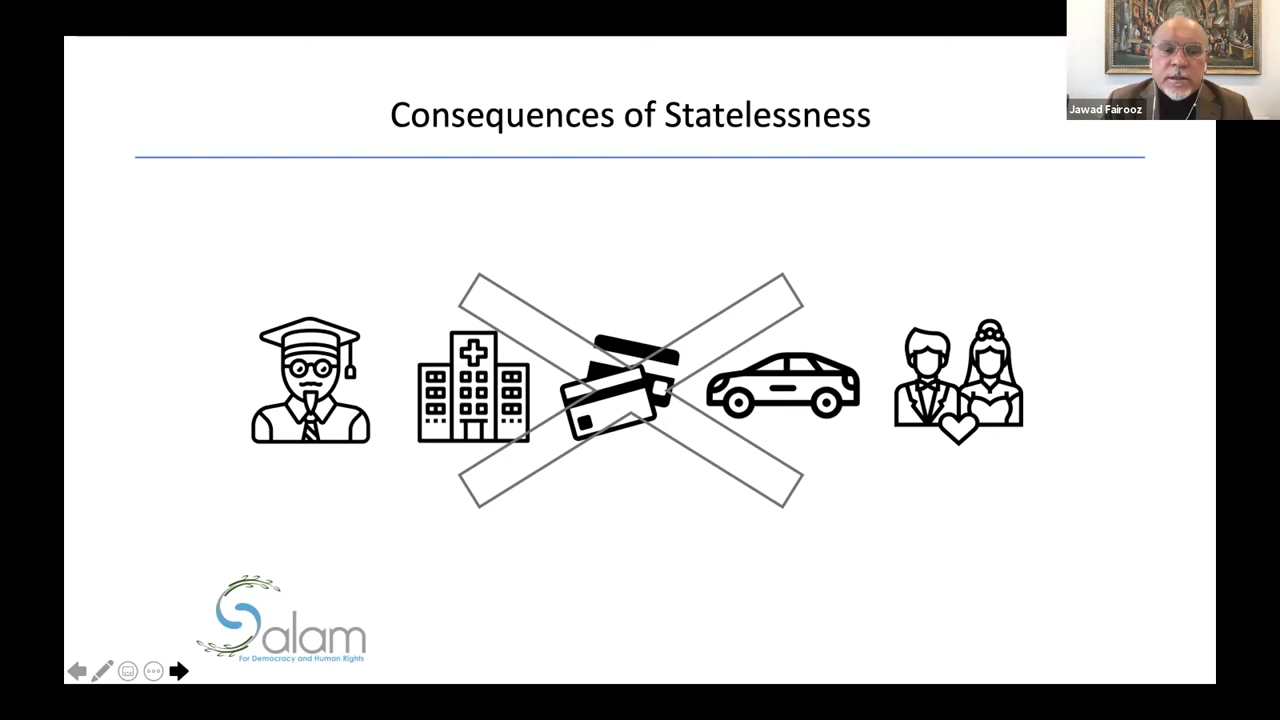 Jawad Fairooz
Consequences of Statelessness
Salam
For Democracy and Human Rights